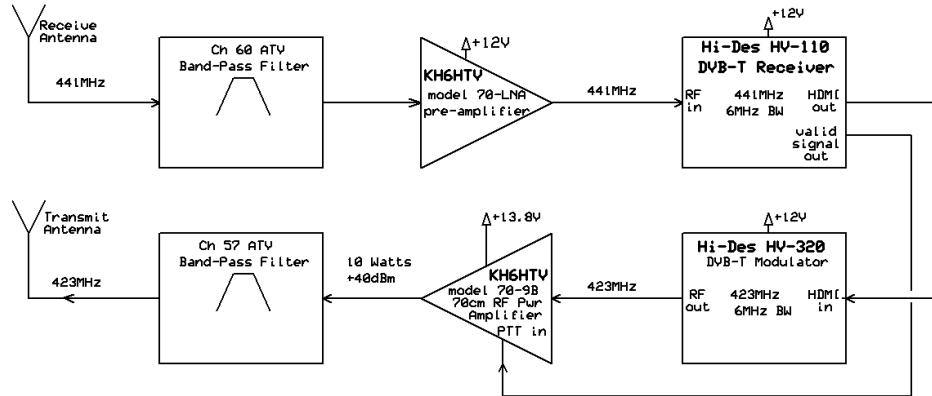 Receive
Antenna
441MHz
Ch 60 ATV
Band-Pass Filter
+12V
KH6HTV
model 70-LNA
pre-amplifier
441MHz
+12V
Hi-Des HV-110
DVB-T Receiver
RF
in
441MHz
6MHz BW
HDMI
out
valid
signal
out
Transmit
Antenna
423MHz
Ch 57 ATV
Band-Pass Filter
10 Watts
+40dBm
+13.8V
KH6HTV
model 70-9B
70cm RF Pwr
Amplifier
PTT in
423MHz
+12V
Hi-Des HV-320
DVB-T Modulator
RF
out
423MHz
6MHz BW
HDMI
in